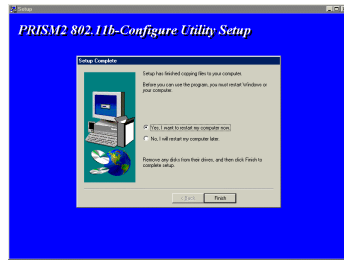 Setup
PRISM2 802.11b-Configure Utility Setup
Setup Complete
Setup has finished copying files to your computer.
Before you can use the program, you must restart Windows or
your computer.
Yes, I want to restart my computer now.
No, I will restart my computer later.
Remove any disks from their drives, and then click Finish to
complete setup.
< Back
Finish